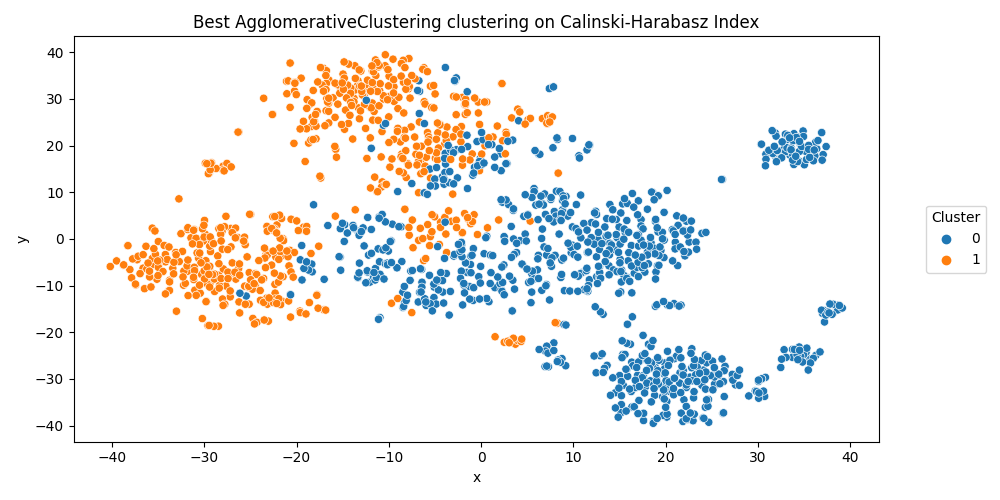 Best AgglomerativeClustering clustering on Calinski-Harabasz Index
40
30
20
10
0
−10
−20
−30
−40
y
−40 −30 −20 −10 0 10 20 30 40
x
Cluster
0
1